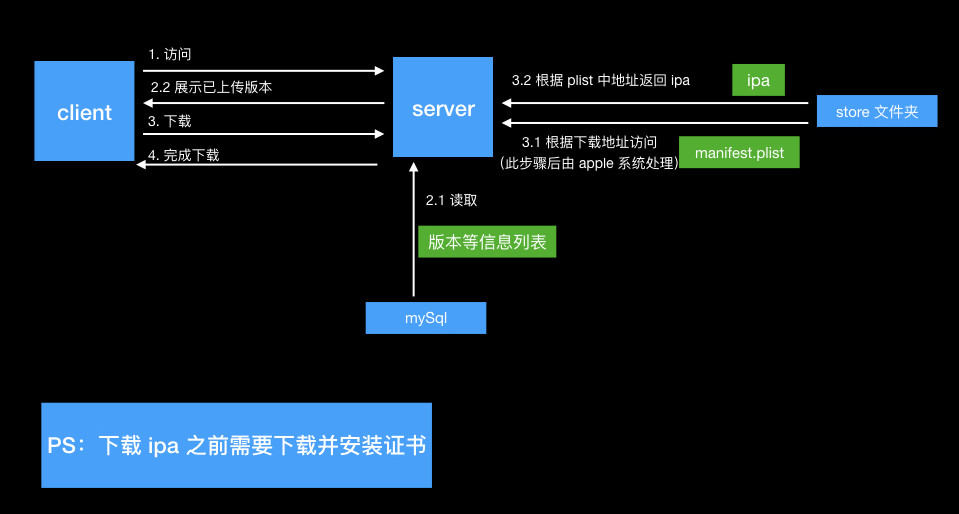 1. 访问
client
2.2 展示已上传版本
3. 下载
4. 完成下载
server
3.2 根据 plist 中地址返回 ipa
ipa
store 文件夹
3.1 根据下载地址访问
(此步骤后由 apple 系统处理)
manifest.plist
2.1 读取
版本等信息列表
mySql
PS：下载 ipa 之前需要下载并安装证书